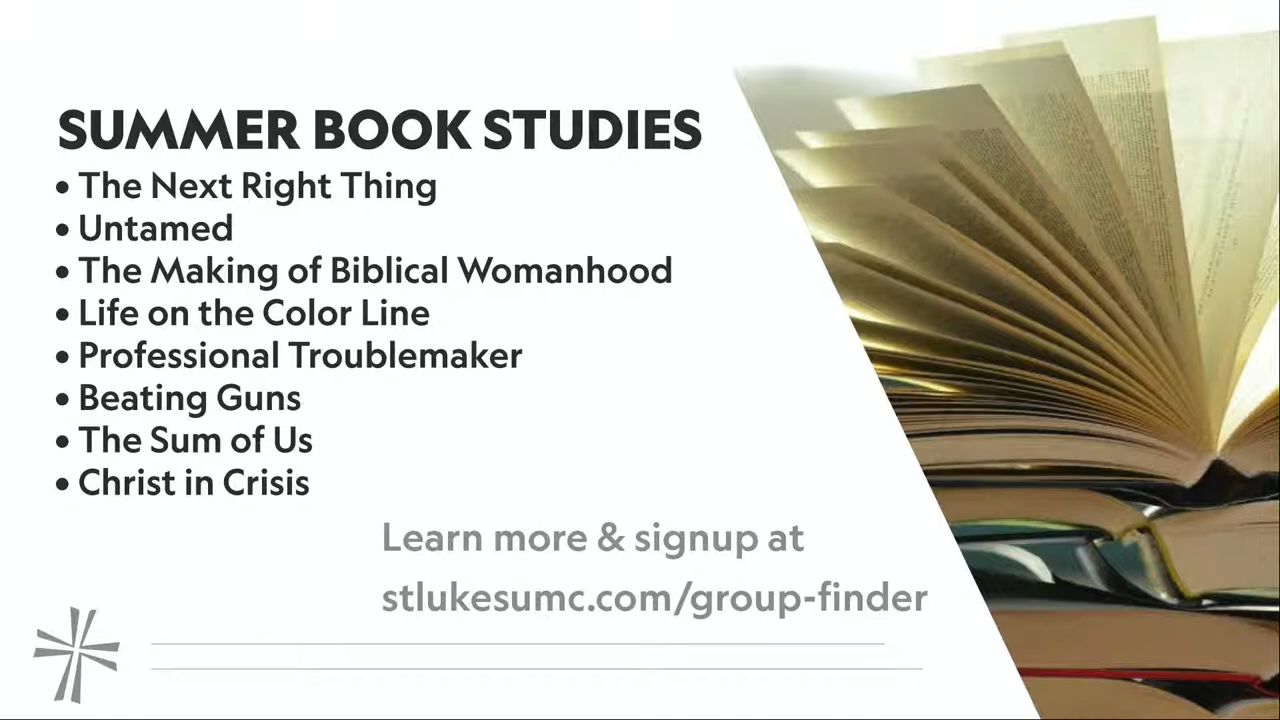 SUMMER BOOK STUDIES
• The Next Right Thing
• Untamed
• The Making of Biblical Womanhood
• Life on the Color Line
• Professional Troublemaker
• Beating Guns
• The Sum of Us
• Christ in Crisis
Learn more & signup at
stlukesumc.com/group-finder